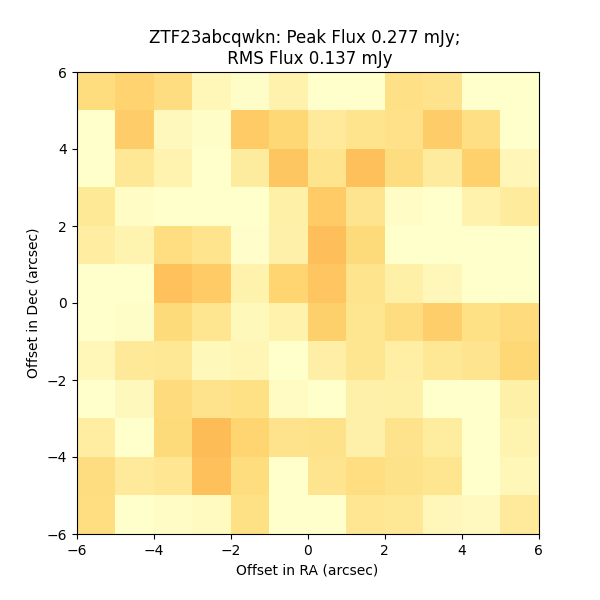 ZTF23abcqwkn: Peak Flux 0.277 mJy;
RMS Flux 0.137 mJy
6
4
2
0
−2
−4
−6
Offset in Dec (arcsec)
−6 −4 −2 0 2 4 6
Offset in RA (arcsec)